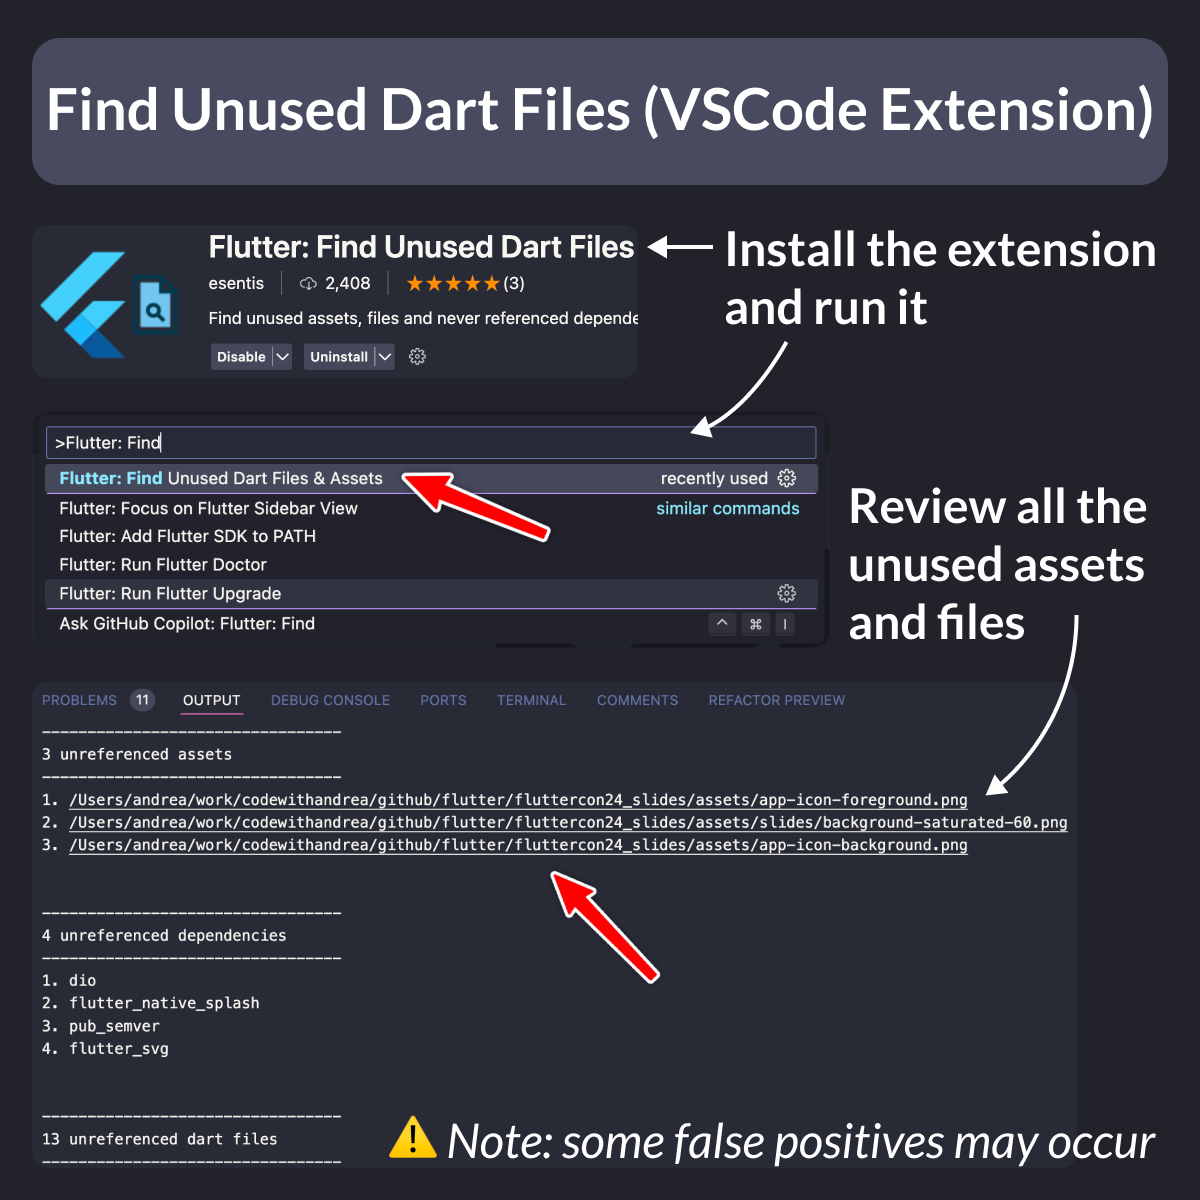 Find Unused Dart Files (VSCode Extension)
Flutter: Find Unused Dart Files
esentis 2,408 ★★★★★(3)
Find unused assets, files and never referenced depende
Disable Uninstall
Install the extension
and run it
>Flutter: Find
Flutter: Find Unused Dart Files & Assets recently used
Flutter: Focus on Flutter Sidebar View similar commands
Flutter: Add Flutter SDK to PATH
Flutter: Run Flutter Doctor
Flutter: Run Flutter Upgrade
Ask GitHub Copilot: Flutter: Find ^ ⌘ I
Review all the
unused assets
and files
PROBLEMS 11 OUTPUT DEBUG CONSOLE PORTS TERMINAL COMMENTS REFACTOR PREVIEW
---------------------------------
3 unreferenced assets
---------------------------------
1. /Users/andrea/work/codewithandrea/github/flutter/fluttercon24_slides/assets/app-icon-foreground.png
2. /Users/andrea/work/codewithandrea/github/flutter/fluttercon24_slides/assets/slides/background-saturated-60.png
3. /Users/andrea/work/codewithandrea/github/flutter/fluttercon24_slides/assets/app-icon-background.png
---------------------------------
4 unreferenced dependencies
---------------------------------
1. dio
2. flutter_native_splash
3. pub_semver
4. flutter_svg
---------------------------------
13 unreferenced dart files
---------------------------------
⚠️ Note: some false positives may occur